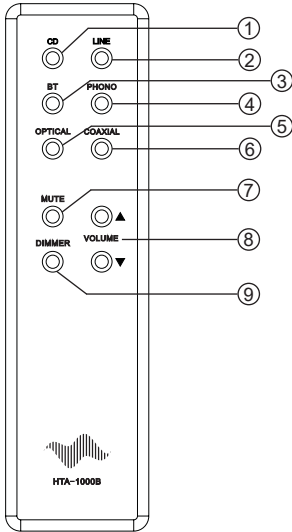 CD LINE ①
②
BT PHONO ③
④
OPTICAL COAXIAL ⑤
⑥
MUTE ⑦
▲
VOLUME ⑧
DIMMER
▼
⑨
HTA-1000B